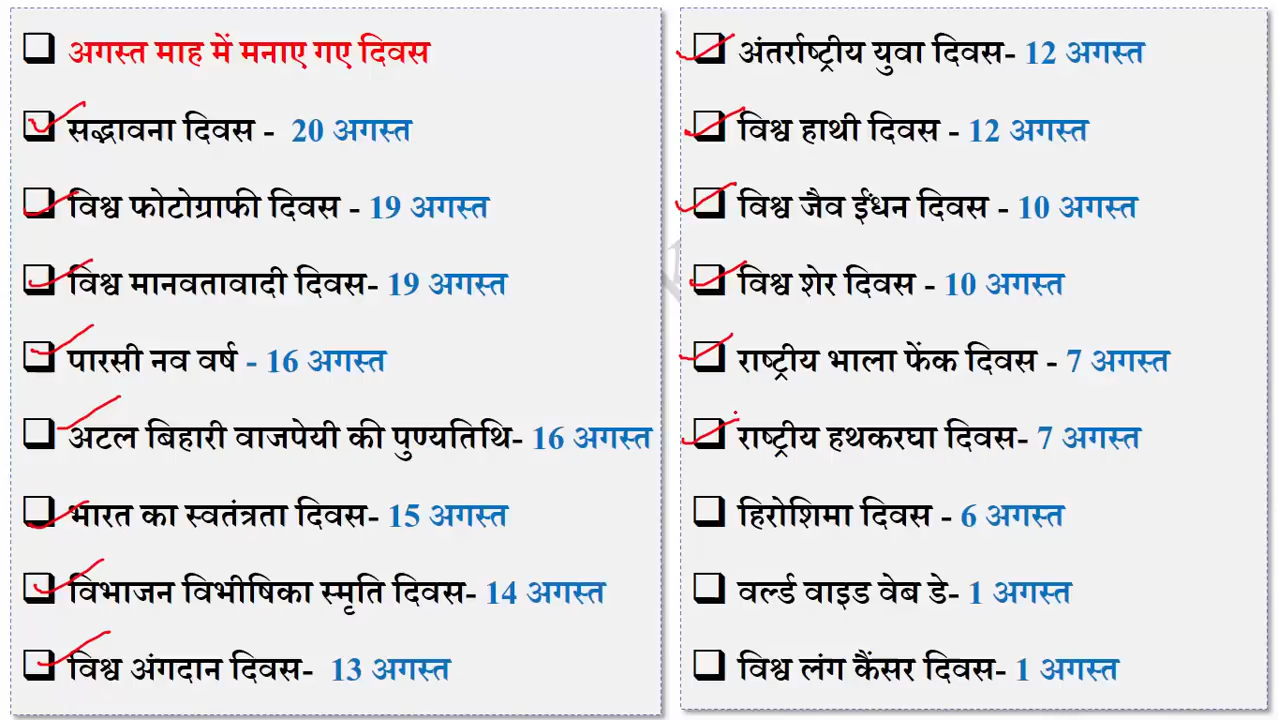 अगस्त माह में मनाए गए दिवस
सद्भावना दिवस - 20 अगस्त
विश्व फोटोग्राफी दिवस - 19 अगस्त
विश्व मानवतावादी दिवस- 19 अगस्त
पारसी नव वर्ष - 16 अगस्त
अटल बिहारी वाजपेयी की पुण्यतिथि- 16 अगस्त
भारत का स्वतंत्रता दिवस- 15 अगस्त
विभाजन विभीषिका स्मृति दिवस- 14 अगस्त
विश्व अंगदान दिवस- 13 अगस्त
अंतर्राष्ट्रीय युवा दिवस- 12 अगस्त
विश्व हाथी दिवस - 12 अगस्त
विश्व जैव ईंधन दिवस - 10 अगस्त
विश्व शेर दिवस - 10 अगस्त
राष्ट्रीय भाला फेंक दिवस - 7 अगस्त
राष्ट्रीय हथकरघा दिवस- 7 अगस्त
हिरोशिमा दिवस - 6 अगस्त
वर्ल्ड वाइड वेब डे- 1 अगस्त
विश्व लंग कैंसर दिवस- 1 अगस्त